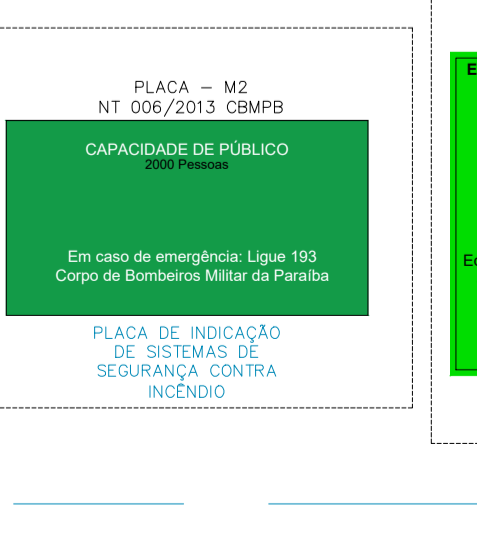 PLACA – M2
NT 006/2013 CBMPB
CAPACIDADE DE PÚBLICO
2000 Pessoas
Em caso de emergência: Ligue 193
Corpo de Bombeiros Militar da Paraíba
PLACA DE INDICAÇÃO
DE SISTEMAS DE
SEGURANÇA CONTRA
INCÊNDIO